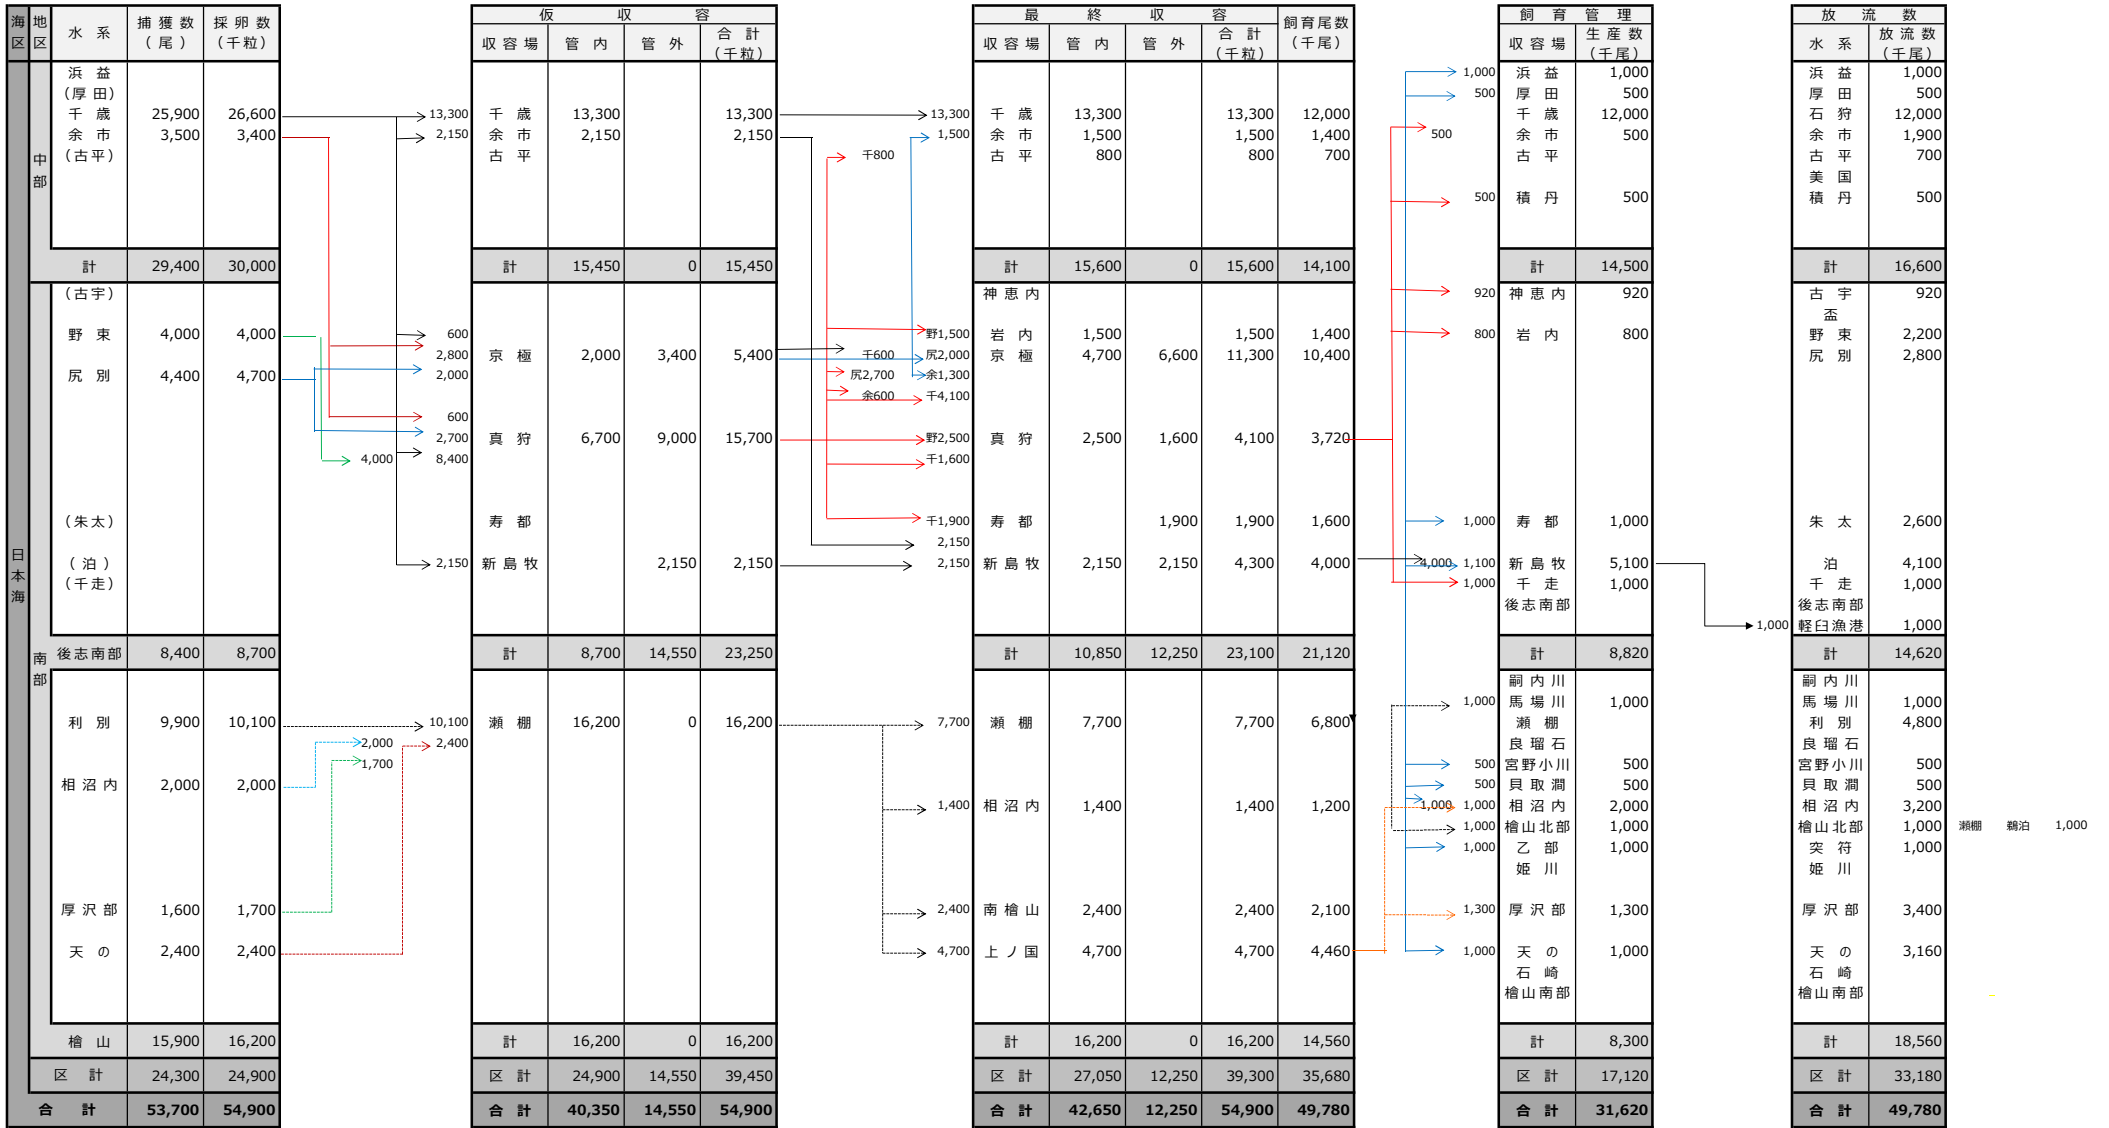 海区 地区 水系 捕獲数（尾） 採卵数（千粒） 仮収容 収容場 管内 管外 合計（千粒） 最終収容 収容場 管内 管外 合計（千粒） 飼育尾数（千尾） 飼育管理 収容場 生産数（千尾） 放流数 水系 放流数（千尾）
日本海
中部
浜益 1,000 浜益 1,000 浜益 1,000
(厚田) 500 厚田 500 厚田 500
千歳 25,900 26,600 13,300 千歳 13,300 13,300 13,300 千歳 13,300 13,300 12,000 千歳 12,000 石狩 12,000
余市 3,500 3,400 2,150 余市 2,150 2,150 1,500 余市 1,500 1,500 1,400 500 余市 500 余市 1,900
(古平) 古平 千800 古平 800 800 700 古平 古平 700
美国
500 積丹 500 積丹 500
計 29,400 30,000 計 15,450 0 15,450 計 15,600 0 15,600 14,100 計 14,500 計 16,600
南部
(古宇) 神恵内 920 神恵内 920 古宇 920
盃
野束 4,000 4,000 600 野1,500 岩内 1,500 1,500 1,400 800 岩内 800 野束 2,200
2,800 京極 2,000 3,400 5,400 千600 尻2,000 京極 4,700 6,600 11,300 10,400 尻別 2,800
尻別 4,400 4,700 2,000 尻2,700 余1,300
余600 千4,100
600
2,700 真狩 6,700 9,000 15,700 野2,500 真狩 2,500 1,600 4,100 3,720
4,000 8,400 千1,600
(朱太) 寿都 千1,900 寿都 1,900 1,900 1,600 1,000 寿都 1,000 朱太 2,600
2,150
(泊) 2,150 新島牧 2,150 2,150 2,150 新島牧 2,150 2,150 4,300 4,000 4,000 1,100 新島牧 5,100 泊 4,100
(千走) 1,000 千走 1,000 千走 1,000
後志南部 後志南部
1,000 軽臼漁港 1,000
後志南部 8,400 8,700 計 8,700 14,550 23,250 計 10,850 12,250 23,100 21,120 計 8,820 計 14,620
嗣内川 嗣内川
1,000 馬場川 1,000 馬場川 1,000
利別 9,900 10,100 10,100 瀬棚 16,200 0 16,200 7,700 瀬棚 7,700 7,700 6,800 瀬棚 利別 4,800
2,000 2,400 良瑠石 良瑠石
1,700 500 宮野小川 500 宮野小川 500
相沼内 2,000 2,000 500 貝取澗 500 貝取澗 500
1,400 相沼内 1,400 1,400 1,200 1,000 1,000 相沼内 2,000 相沼内 3,200
1,000 檜山北部 1,000 檜山北部 1,000 瀬棚 鵜泊 1,000
1,000 乙部 1,000 突符 1,000
姫川 姫川
厚沢部 1,600 1,700 2,400 南檜山 2,400 2,400 2,100 1,300 厚沢部 1,300 厚沢部 3,400
天の 2,400 2,400 4,700 上ノ国 4,700 4,700 4,460 1,000 天の 1,000 天の 3,160
石崎 石崎
檜山南部 檜山南部
檜山 15,900 16,200 計 16,200 0 16,200 計 16,200 0 16,200 14,560 計 8,300 計 18,560
区計 24,300 24,900 区計 24,900 14,550 39,450 区計 27,050 12,250 39,300 35,680 区計 17,120 区計 33,180
合計 53,700 54,900 合計 40,350 14,550 54,900 合計 42,650 12,250 54,900 49,780 合計 31,620 合計 49,780